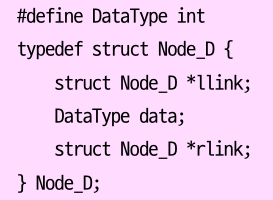 #define DataType int
typedef struct Node_D {
    struct Node_D *llink;
    DataType data;
    struct Node_D *rlink;
} Node_D;